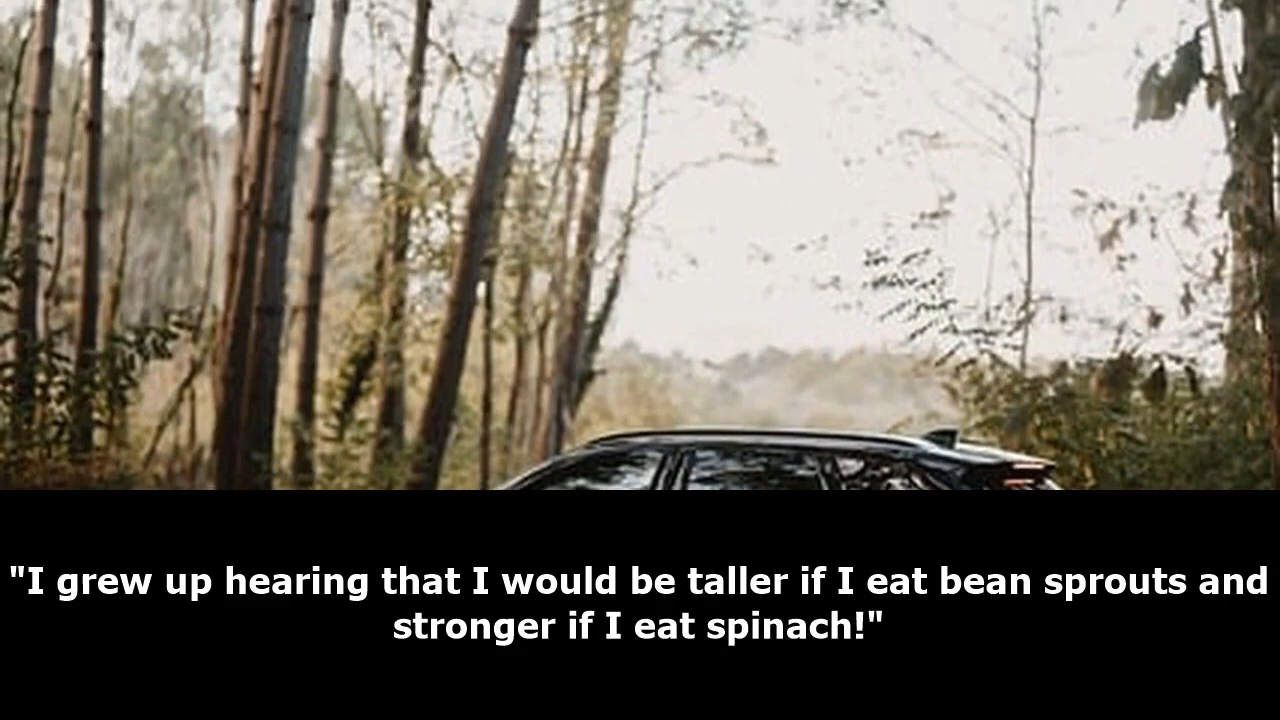 "I grew up hearing that I would be taller if I eat bean sprouts and
stronger if I eat spinach!"